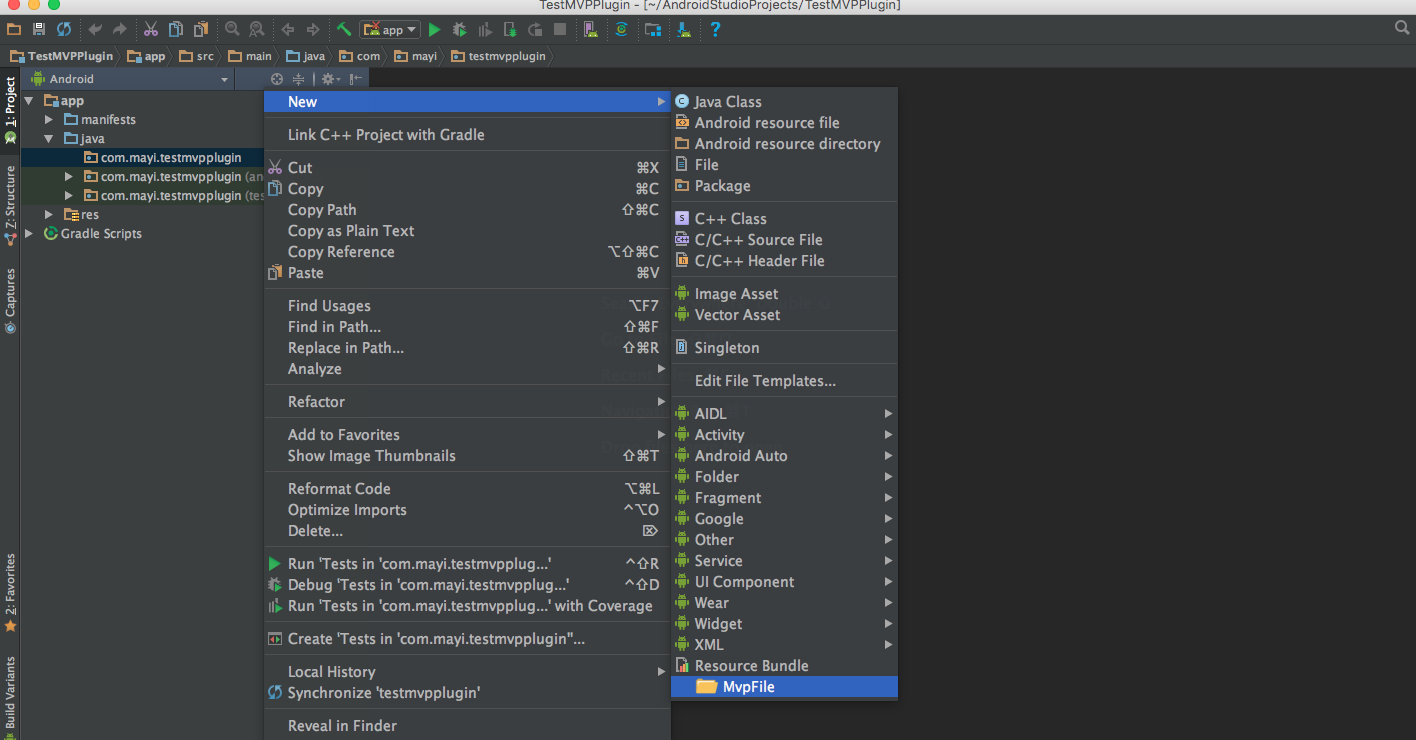 TestMVPPlugin - [~/AndroidStudioProjects/TestMVPPlugin]
app
TestMVPPlugin app src main java com mayi testmvpplugin
1: Project
Z: Structure
Captures
2: Favorites
Build Variants
Android
app
manifests
java
com.mayi.testmvpplugin
com.mayi.testmvpplugin (an
com.mayi.testmvpplugin (tes
res
Gradle Scripts
New
Link C++ Project with Gradle
Cut ⌘X
Copy ⌘C
Copy Path ⇧⌘C
Copy as Plain Text
Copy Reference ⌥⇧⌘C
Paste ⌘V
Find Usages ⌥F7
Find in Path... ⇧⌘F
Replace in Path... ⇧⌘R
Analyze
Refactor
Add to Favorites
Show Image Thumbnails ⇧⌘T
Reformat Code ⌥⌘L
Optimize Imports ^⌥O
Delete... ⌦
Run 'Tests in 'com.mayi.testmvpplug...' ^⇧R
Debug 'Tests in 'com.mayi.testmvpplug...' ^⇧D
Run 'Tests in 'com.mayi.testmvpplug...' with Coverage
Create 'Tests in 'com.mayi.testmvpplugin''...
Local History
Synchronize 'testmvpplugin'
Reveal in Finder
Java Class
Android resource file
Android resource directory
File
Package
C++ Class
C/C++ Source File
C/C++ Header File
Image Asset
Vector Asset
Singleton
Edit File Templates...
AIDL
Activity
Android Auto
Folder
Fragment
Google
Other
Service
UI Component
Wear
Widget
XML
Resource Bundle
MvpFile